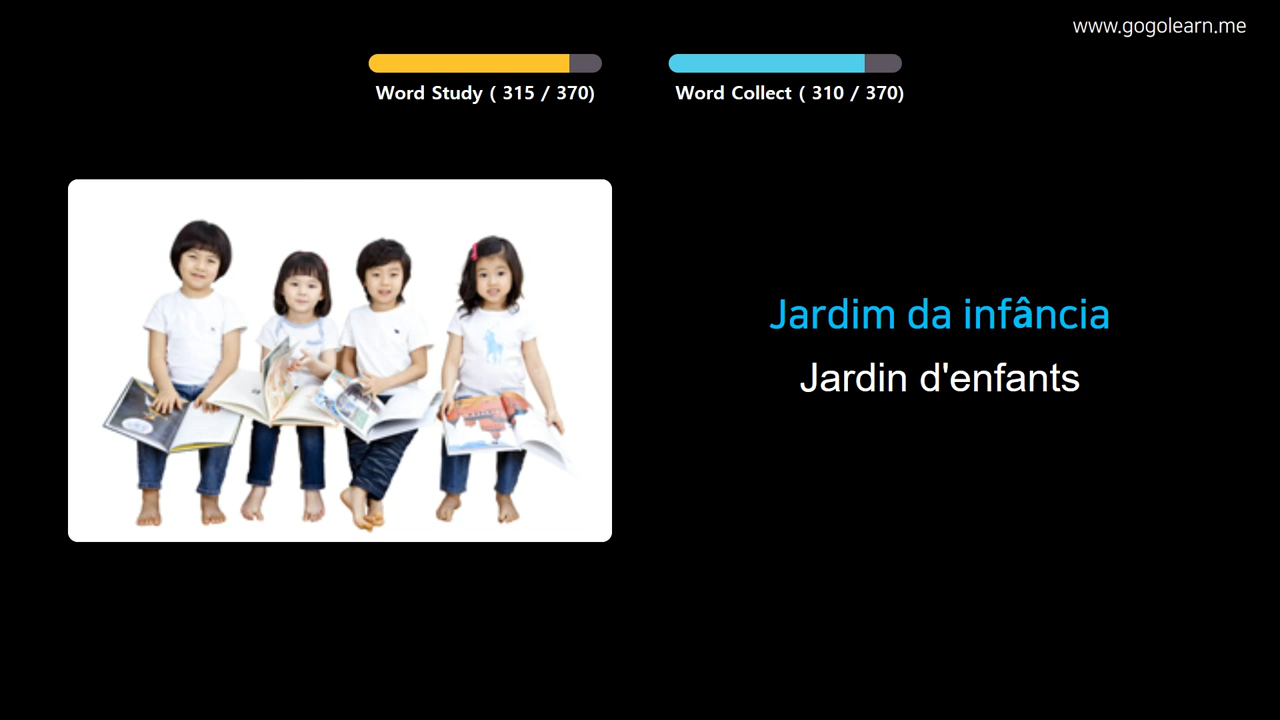 www.gogolearn.me
Word Study ( 315 / 370)
Word Collect ( 310 / 370)
Jardim da infância
Jardin d'enfants